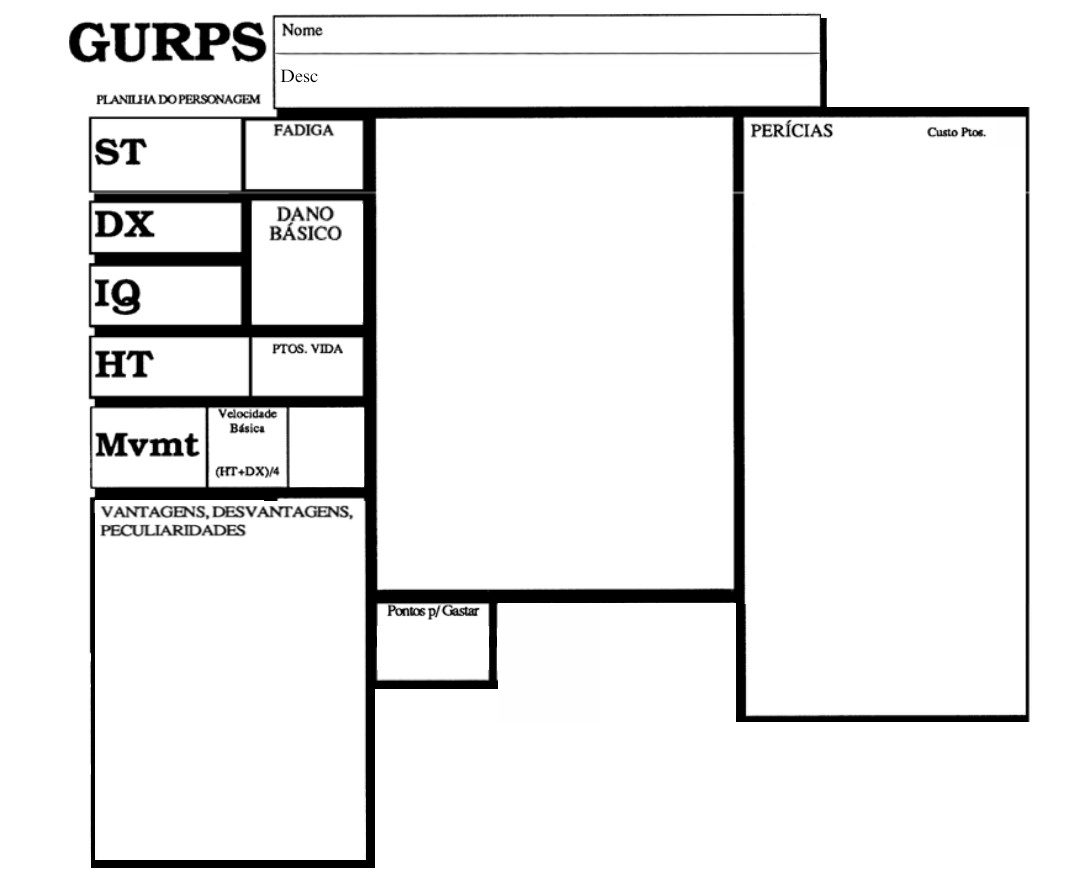 GURPS
PLANILHA DO PERSONAGEM
Nome
Desc
ST
FADIGA
DX
DANO
BÁSICO
IQ
HT
PTOS. VIDA
Mvmt
Velocidade
Básica
(HT+DX)/4
VANTAGENS, DESVANTAGENS,
PECULIARIDADES
Pontos p/ Gastar
PERÍCIAS Custo Ptos.